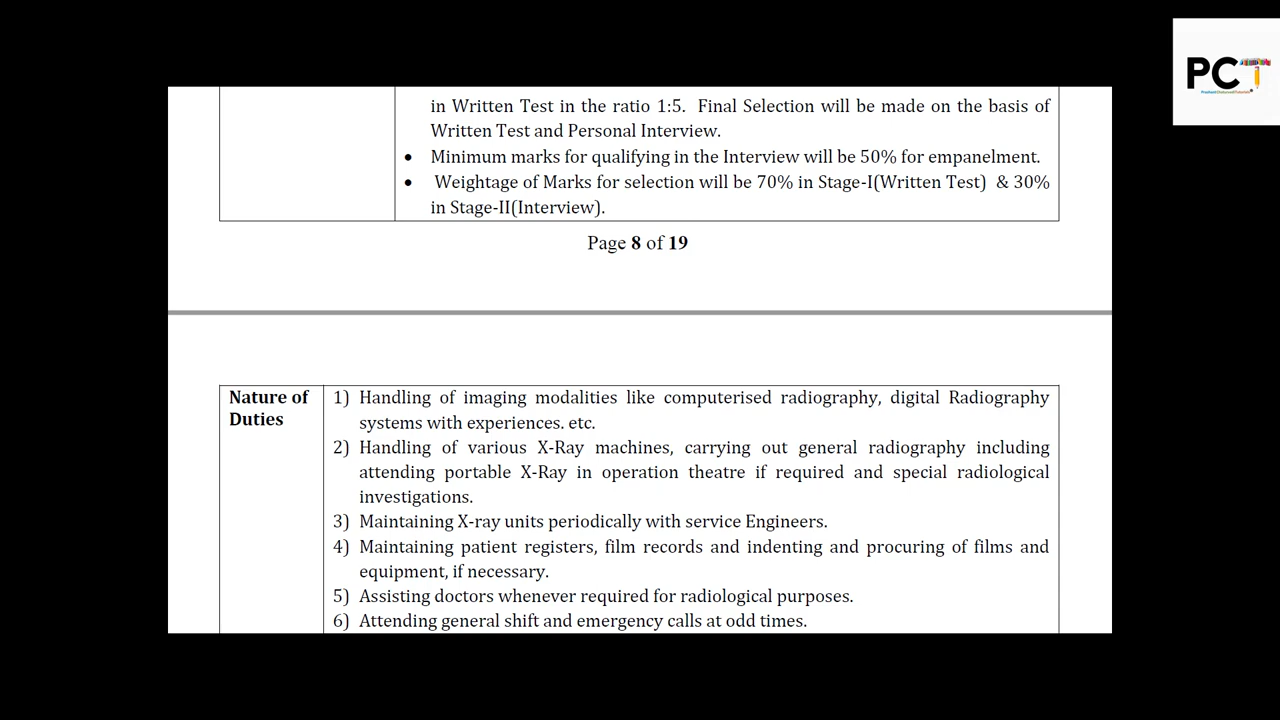 PCT
in Written Test in the ratio 1:5. Final Selection will be made on the basis of
Written Test and Personal Interview.
• Minimum marks for qualifying in the Interview will be 50% for empanelment.
• Weightage of Marks for selection will be 70% in Stage-I(Written Test) & 30%
in Stage-II(Interview).
Page 8 of 19
Nature of
Duties
1) Handling of imaging modalities like computerised radiography, digital Radiography
systems with experiences. etc.
2) Handling of various X-Ray machines, carrying out general radiography including
attending portable X-Ray in operation theatre if required and special radiological
investigations.
3) Maintaining X-ray units periodically with service Engineers.
4) Maintaining patient registers, film records and indenting and procuring of films and
equipment, if necessary.
5) Assisting doctors whenever required for radiological purposes.
6) Attending general shift and emergency calls at odd times.